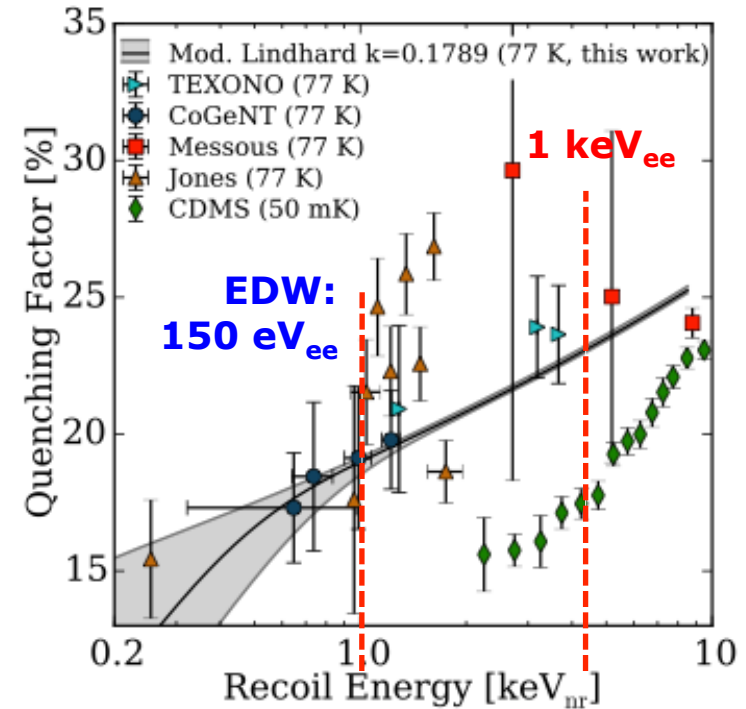 35
30
25
20
15
Quenching Factor [%]
Mod. Lindhard k=0.1789 (77 K, this work)
TEXONO (77 K)
CoGeNT (77 K)
Messous (77 K)
Jones (77 K)
CDMS (50 mK)
1 keVee
EDW:
150 eVee
0.2 1.0 10
Recoil Energy [keVnr]